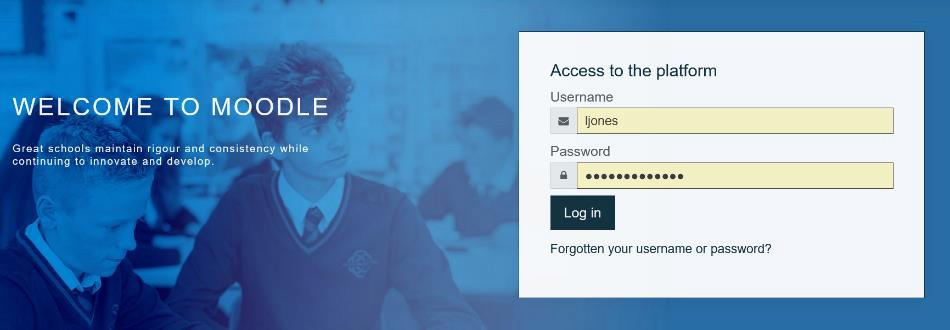 WELCOME TO MOODLE
Great schools maintain rigour and consistency while
continuing to innovate and develop.
Access to the platform
Username
ljones
Password
●●●●●●●●●●●●●
Log in
Forgotten your username or password?